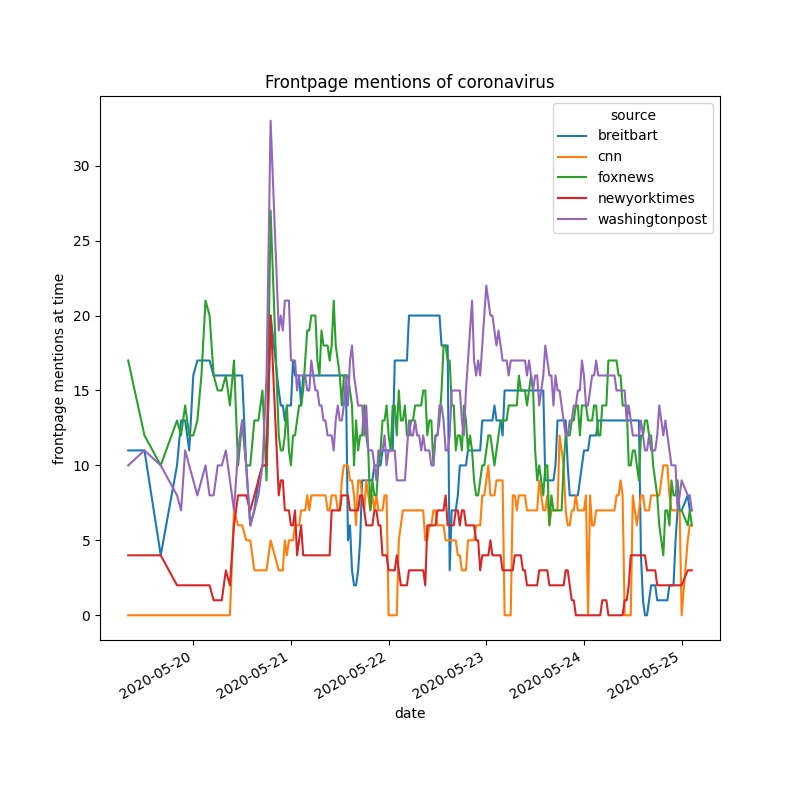 Frontpage mentions of coronavirus
source
breitbart
cnn
foxnews
newyorktimes
washingtonpost
frontpage mentions at time
30
25
20
15
10
5
0
2020-05-20
2020-05-21
2020-05-22
2020-05-23
2020-05-24
2020-05-25
date